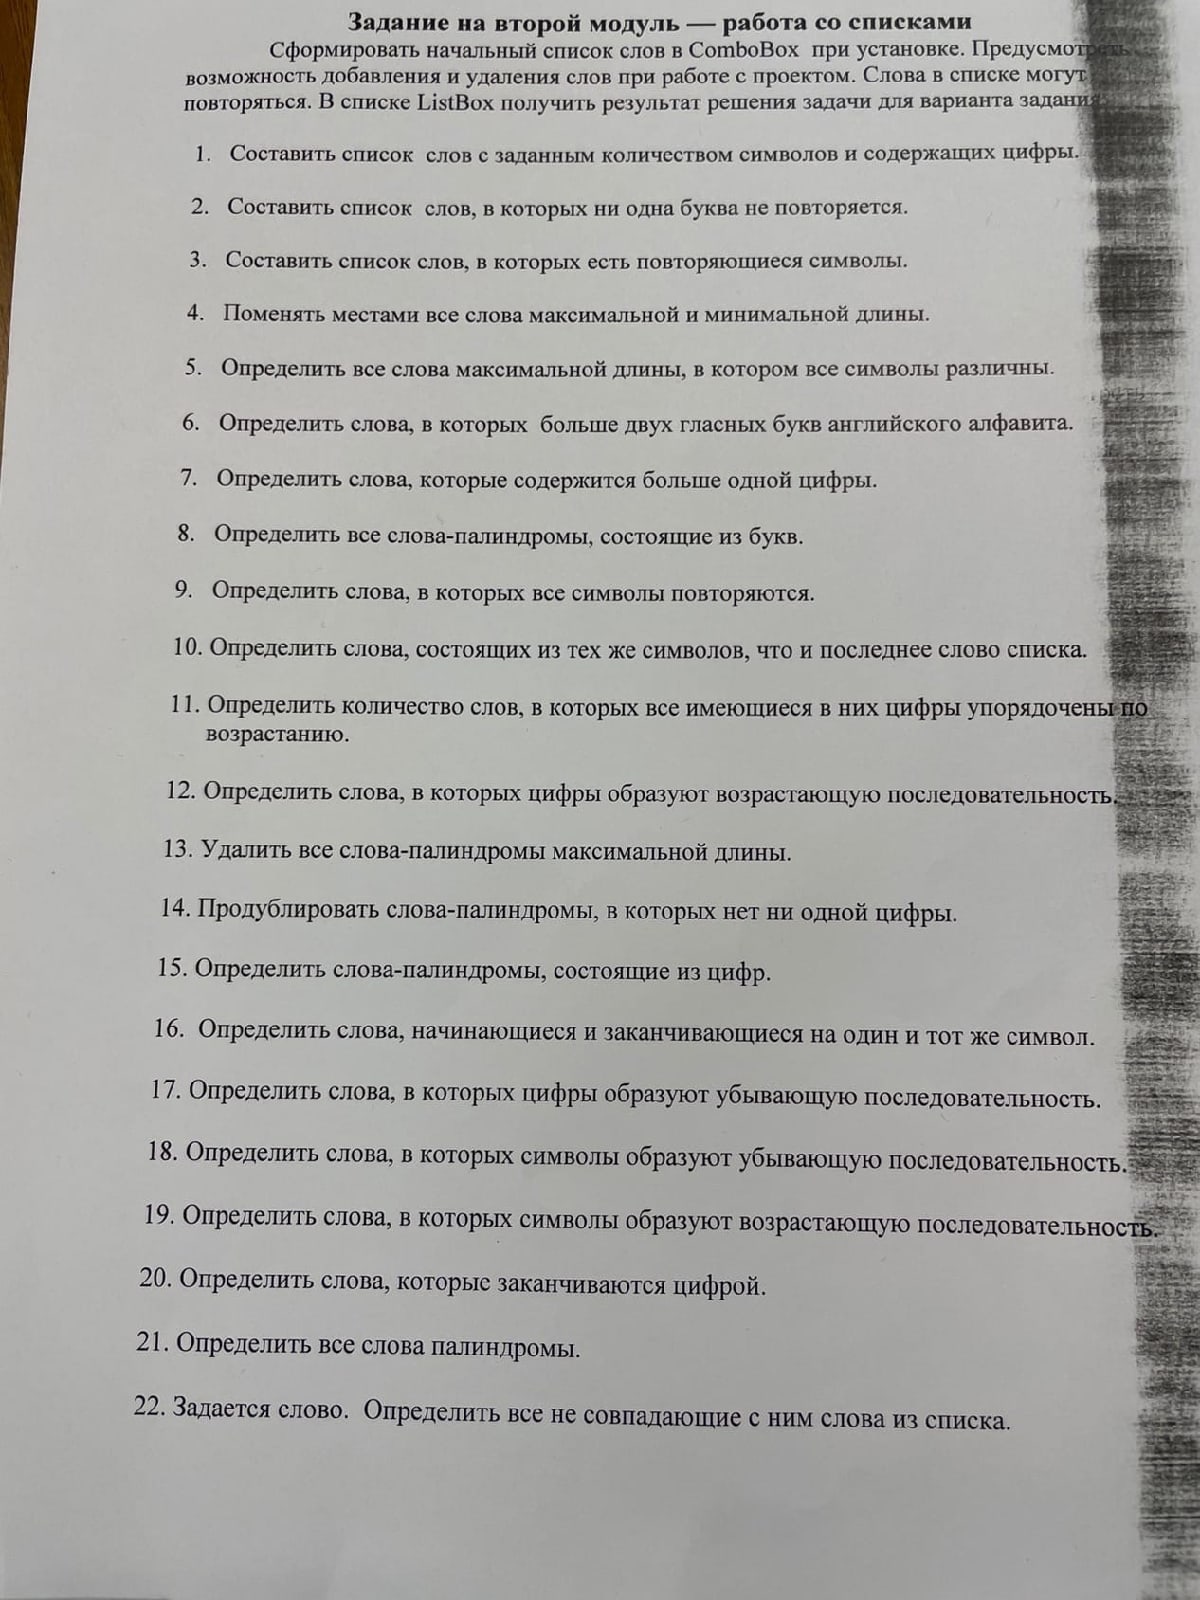 Задание на второй модуль — работа со списками
Сформировать начальный список слов в ComboBox при установке. Предусмотреть
возможность добавления и удаления слов при работе с проектом. Слова в списке могут
повторяться. В списке ListBox получить результат решения задачи для варианта задания.
1. Составить список слов с заданным количеством символов и содержащих цифры.
2. Составить список слов, в которых ни одна буква не повторяется.
3. Составить список слов, в которых есть повторяющиеся символы.
4. Поменять местами все слова максимальной и минимальной длины.
5. Определить все слова максимальной длины, в котором все символы различны.
6. Определить слова, в которых больше двух гласных букв английского алфавита.
7. Определить слова, которые содержится больше одной цифры.
8. Определить все слова-палиндромы, состоящие из букв.
9. Определить слова, в которых все символы повторяются.
10. Определить слова, состоящих из тех же символов, что и последнее слово списка.
11. Определить количество слов, в которых все имеющиеся в них цифры упорядочены по
возрастанию.
12. Определить слова, в которых цифры образуют возрастающую последовательность.
13. Удалить все слова-палиндромы максимальной длины.
14. Продублировать слова-палиндромы, в которых нет ни одной цифры.
15. Определить слова-палиндромы, состоящие из цифр.
16. Определить слова, начинающиеся и заканчивающиеся на один и тот же символ.
17. Определить слова, в которых цифры образуют убывающую последовательность.
18. Определить слова, в которых символы образуют убывающую последовательность.
19. Определить слова, в которых символы образуют возрастающую последовательность.
20. Определить слова, которые заканчиваются цифрой.
21. Определить все слова палиндромы.
22. Задается слово. Определить все не совпадающие с ним слова из списка.